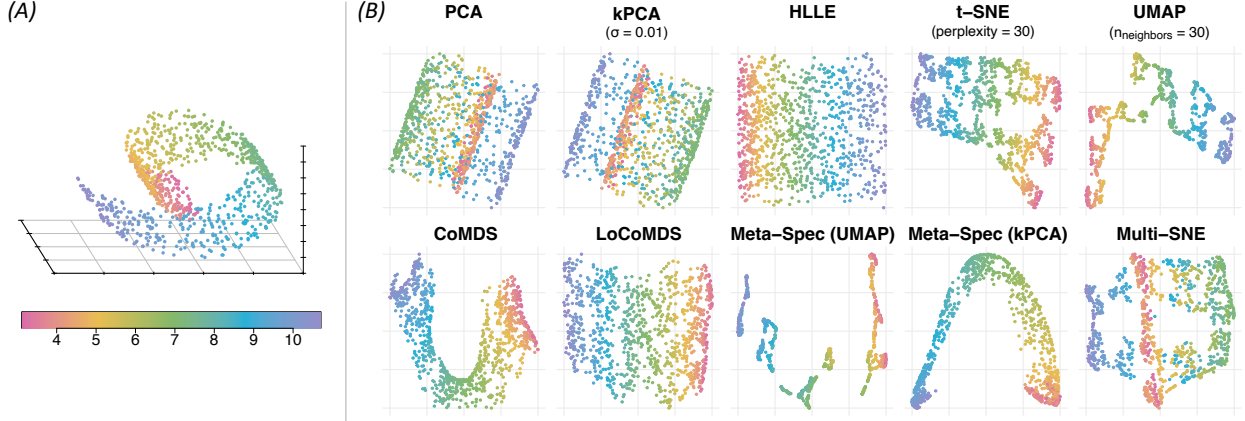 (A)
(B)
PCA
kPCA
(σ = 0.01)
HLLE
t−SNE
(perplexity = 30)
UMAP
(nneighbors = 30)
CoMDS
LoCoMDS
Meta−Spec (UMAP)
Meta−Spec (kPCA)
Multi−SNE
4 5 6 7 8 9 10